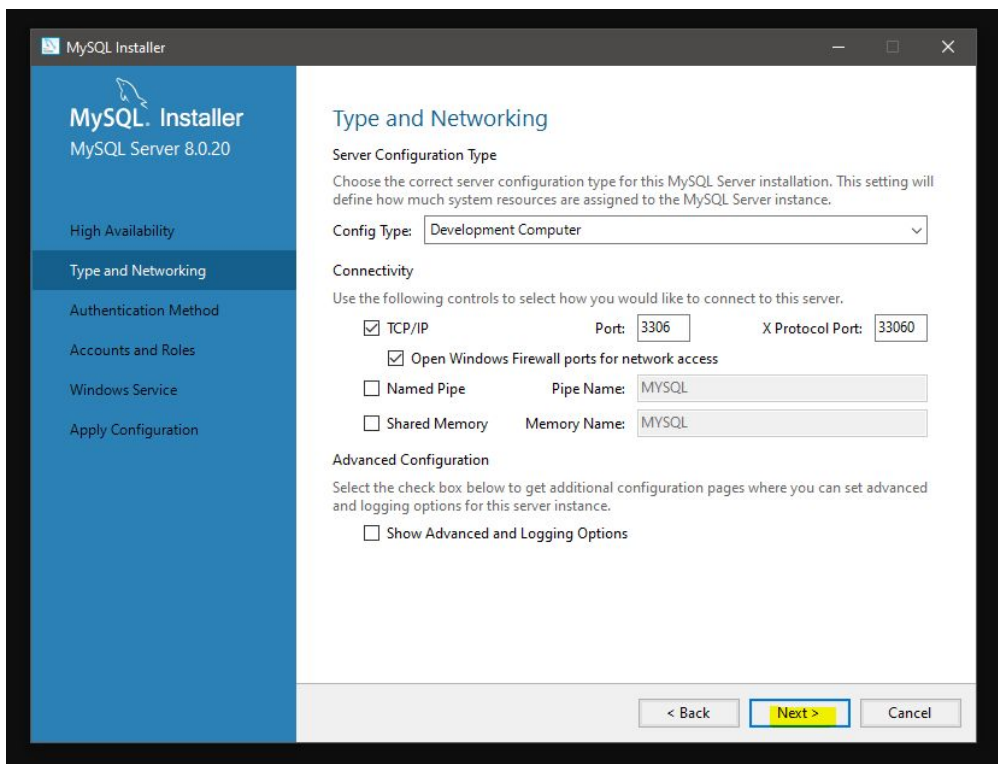 MySQL Installer
MySQL. Installer
MySQL Server 8.0.20
High Availability
Type and Networking
Authentication Method
Accounts and Roles
Windows Service
Apply Configuration
Type and Networking
Server Configuration Type
Choose the correct server configuration type for this MySQL Server installation. This setting will
define how much system resources are assigned to the MySQL Server instance.
Config Type: Development Computer
Connectivity
Use the following controls to select how you would like to connect to this server.
TCP/IP Port: 3306 X Protocol Port: 33060
Open Windows Firewall ports for network access
Named Pipe Pipe Name: MYSQL
Shared Memory Memory Name: MYSQL
Advanced Configuration
Select the check box below to get additional configuration pages where you can set advanced
and logging options for this server instance.
Show Advanced and Logging Options
< Back Next > Cancel